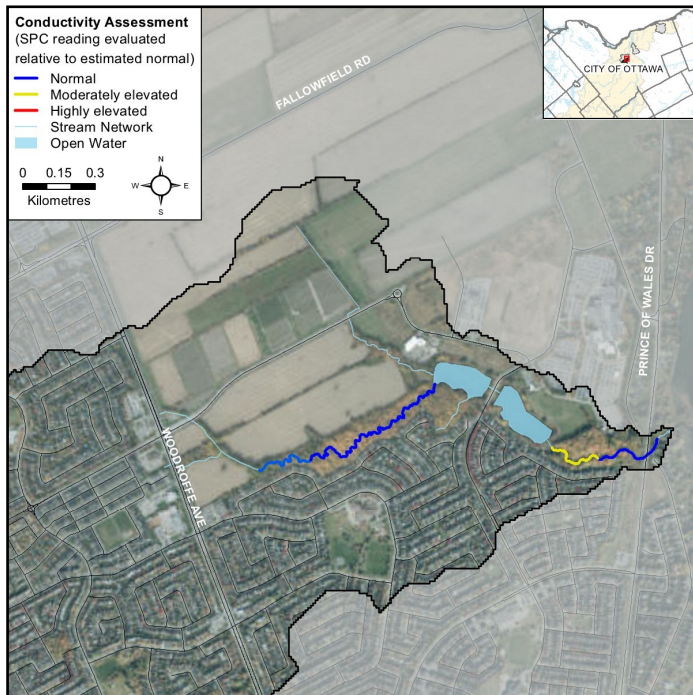 Conductivity Assessment
(SPC reading evaluated
relative to estimated normal)
Normal
Moderately elevated
Highly elevated
Stream Network
Open Water
0 0.15 0.3
Kilometres
N
W E
S
CITY OF OTTAWA
FALLOWFIELD RD
PRINCE OF WALES DR
WOODROFFE AVE